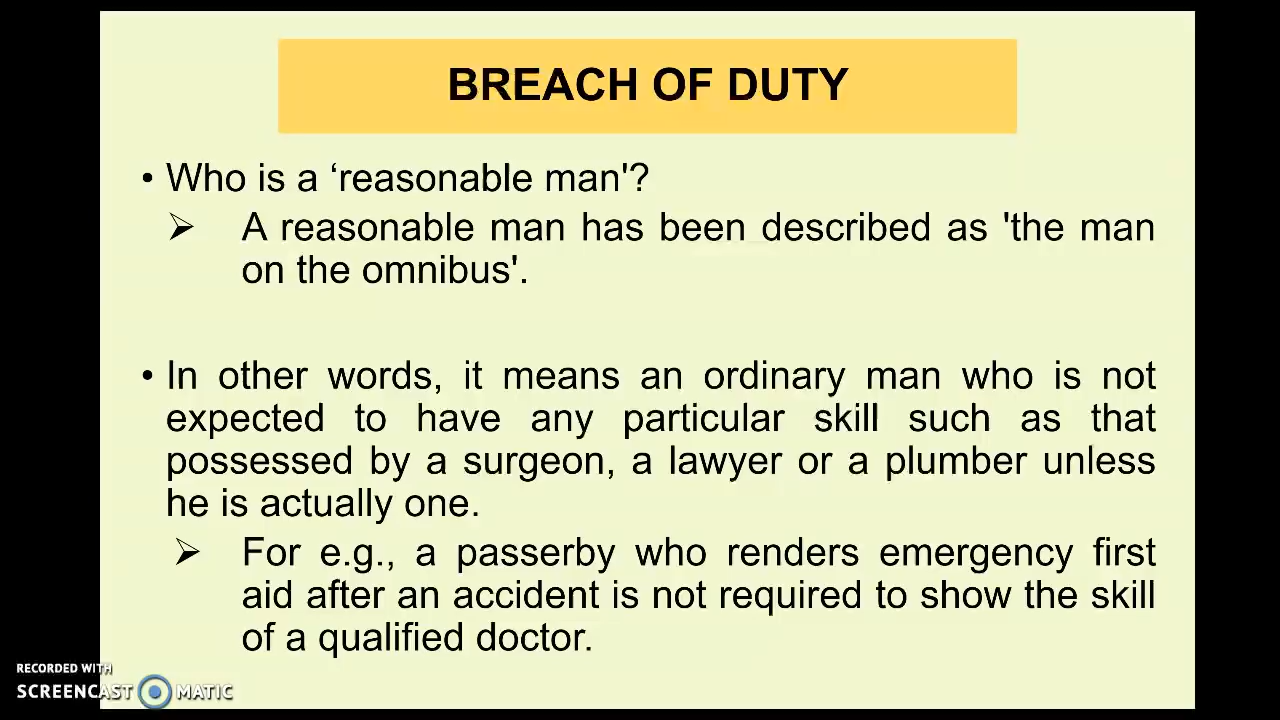 BREACH OF DUTY
• Who is a ‘reasonable man'?
➢ A reasonable man has been described as 'the man
on the omnibus'.
• In other words, it means an ordinary man who is not
expected to have any particular skill such as that
possessed by a surgeon, a lawyer or a plumber unless
he is actually one.
➢ For e.g., a passerby who renders emergency first
aid after an accident is not required to show the skill
of a qualified doctor.
RECORDED WITH
SCREENCAST MATIC